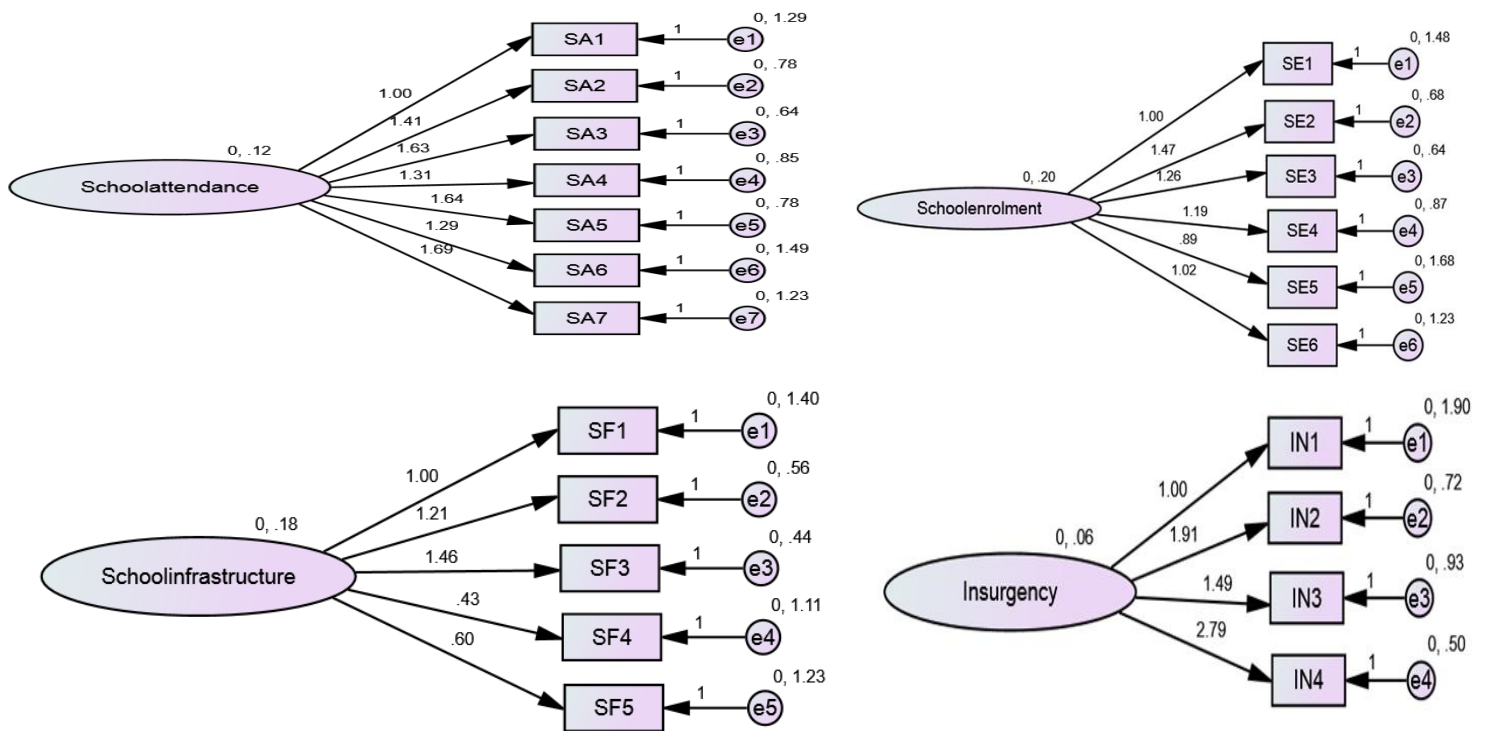 0, 1.29
SA1 1 e1
1.00
0, .78
SA2 1 e2
1.41
0, .64
SA3 1 e3
1.63
0, .12
Schoolattendance
0, .85
SA4 1 e4
1.31
0, .78
SA5 1 e5
1.64
0, 1.49
SA6 1 e6
1.29
0, 1.23
SA7 1 e7
1.69
0, 1.48
SE1 1 e1
1.00
0, .68
SE2 1 e2
1.47
0, .64
SE3 1 e3
1.26
0, .20
Schoolenrolment
0, .87
SE4 1 e4
1.19
0, 1.68
SE5 1 e5
.89
0, 1.23
SE6 1 e6
1.02
0, 1.40
SF1 1 e1
1.00
0, .56
SF2 1 e2
1.21
0, .18
Schoolinfrastructure
0, .44
SF3 1 e3
1.46
0, 1.11
SF4 1 e4
.43
0, 1.23
SF5 1 e5
.60
0, 1.90
IN1 1 e1
1.00
0, .72
IN2 1 e2
1.91
0, .06
Insurgency
0, .93
IN3 1 e3
1.49
0, .50
IN4 1 e4
2.79